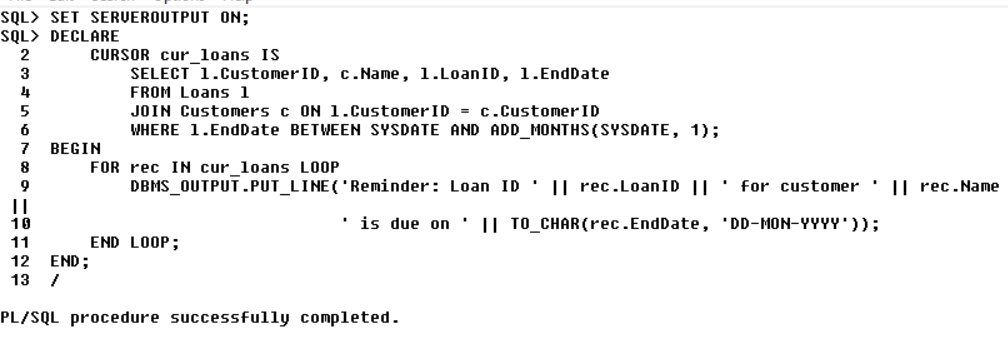 SQL> SET SERVEROUTPUT ON;
SQL> DECLARE
  2      CURSOR cur_loans IS
  3          SELECT l.CustomerID, c.Name, l.LoanID, l.EndDate
  4          FROM Loans l
  5          JOIN Customers c ON l.CustomerID = c.CustomerID
  6          WHERE l.EndDate BETWEEN SYSDATE AND ADD_MONTHS(SYSDATE, 1);
  7  BEGIN
  8      FOR rec IN cur_loans LOOP
  9          DBMS_OUTPUT.PUT_LINE('Reminder: Loan ID ' || rec.LoanID || ' for customer ' || rec.Name
||
 10                               ' is due on ' || TO_CHAR(rec.EndDate, 'DD-MON-YYYY'));
 11      END LOOP;
 12  END;
 13  /
PL/SQL procedure successfully completed.